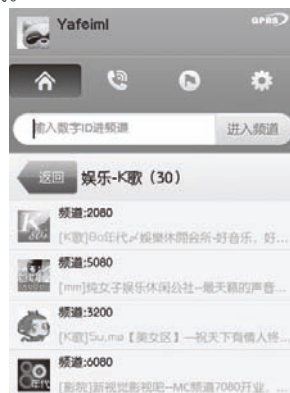 Yafeiml
GPRS
输入数字ID进频道
进入频道
返回
娱乐-K歌（30）
频道:2080
[K歌]80年代〆娱樂休閒会所-好音乐，好...
频道:5080
[mm]纯女子娱乐休闲公社-最天籁的声音...
频道:3200
[K歌]Su.ma【美女区】—祝天下有情人终...
频道:6080
[影院]新视觉影视吧-MC频道7080开业，...